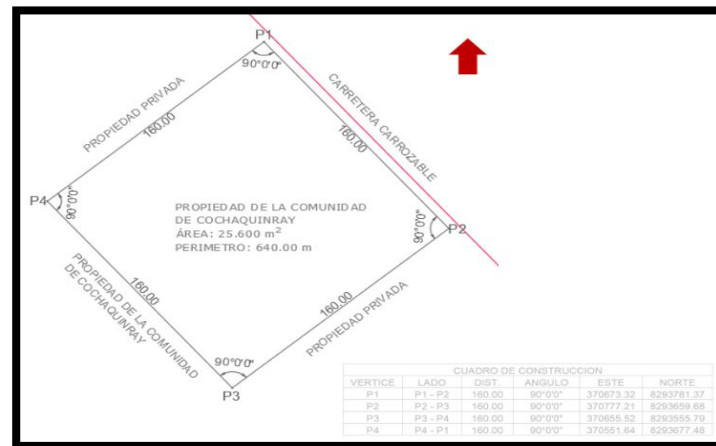 P1
90°0'0"
PROPIEDAD PRIVADA
160.00
CARRETERA CARROZABLE
160.00
P4
90°0'0"
PROPIEDAD DE LA COMUNIDAD
DE COCHAQUINRAY
ÁREA: 25.600 m²
PERIMETRO: 640.00 m
90°0'0"
P2
PROPIEDAD DE LA COMUNIDAD
DE COCHAQUINRAY
160.00
160.00
PROPIEDAD PRIVADA
90°0'0"
P3
CUADRO DE CONSTRUCCION
VERTICE LADO DIST. ANGULO ESTE NORTE
P1 P1 - P2 160.00 90°0'0" 370673.32 8293781.37
P2 P2 - P3 160.00 90°0'0" 370777.21 8293659.68
P3 P3 - P4 160.00 90°0'0" 370655.52 8293555.79
P4 P4 - P1 160.00 90°0'0" 370551.64 8293677.48